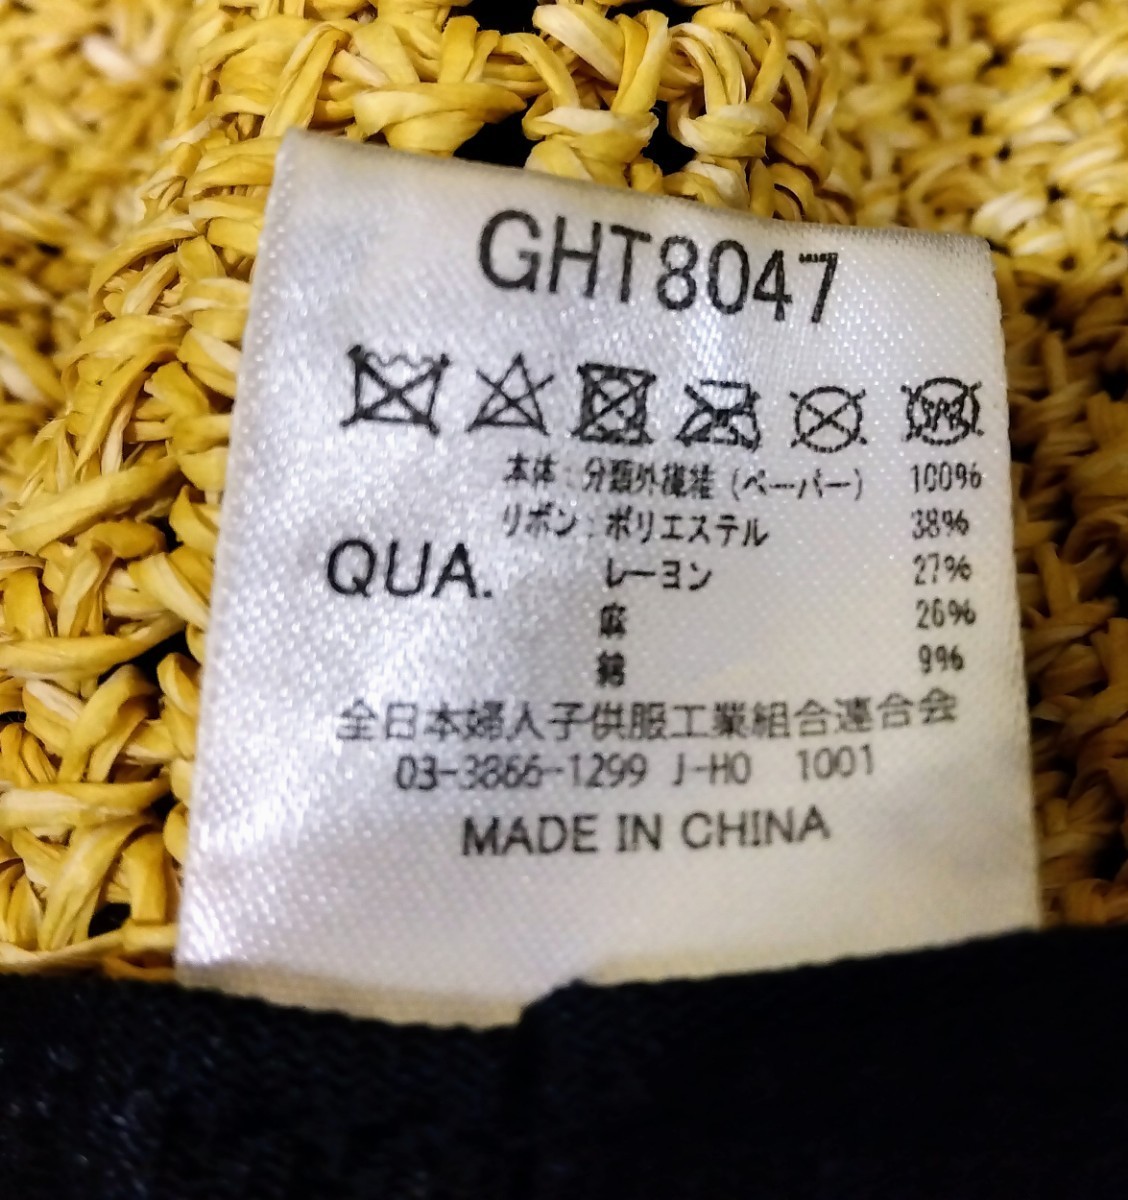 GHT8047
本体:分類外繊維(ペーパー) 100%
リボン:ポリエステル 38%
QUA.
レーヨン 27%
麻 26%
綿 9%
全日本婦人子供服工業組合連合会
03-3866-1299 J-HO 1001
MADE IN CHINA